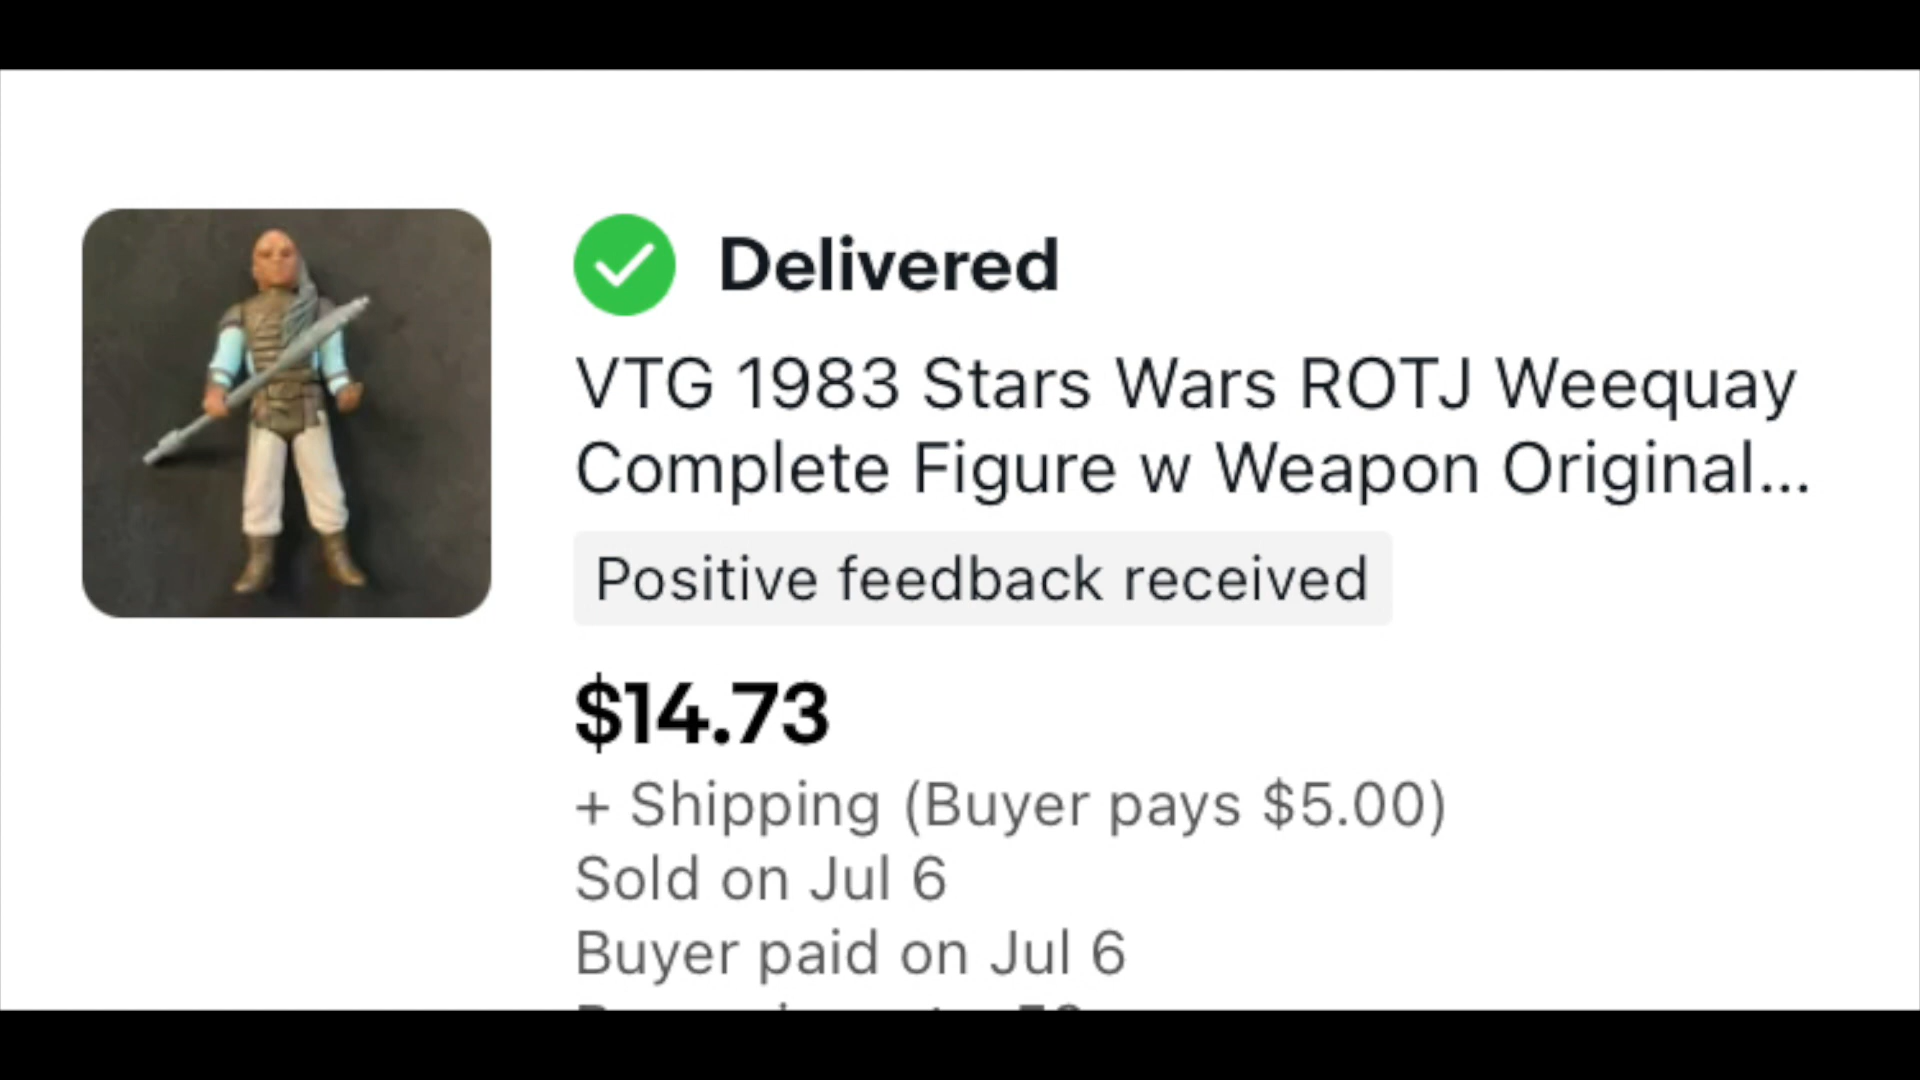 Delivered
VTG 1983 Stars Wars ROTJ Weequay
Complete Figure w Weapon Original...
Positive feedback received
$14.73
+ Shipping (Buyer pays $5.00)
Sold on Jul 6
Buyer paid on Jul 6